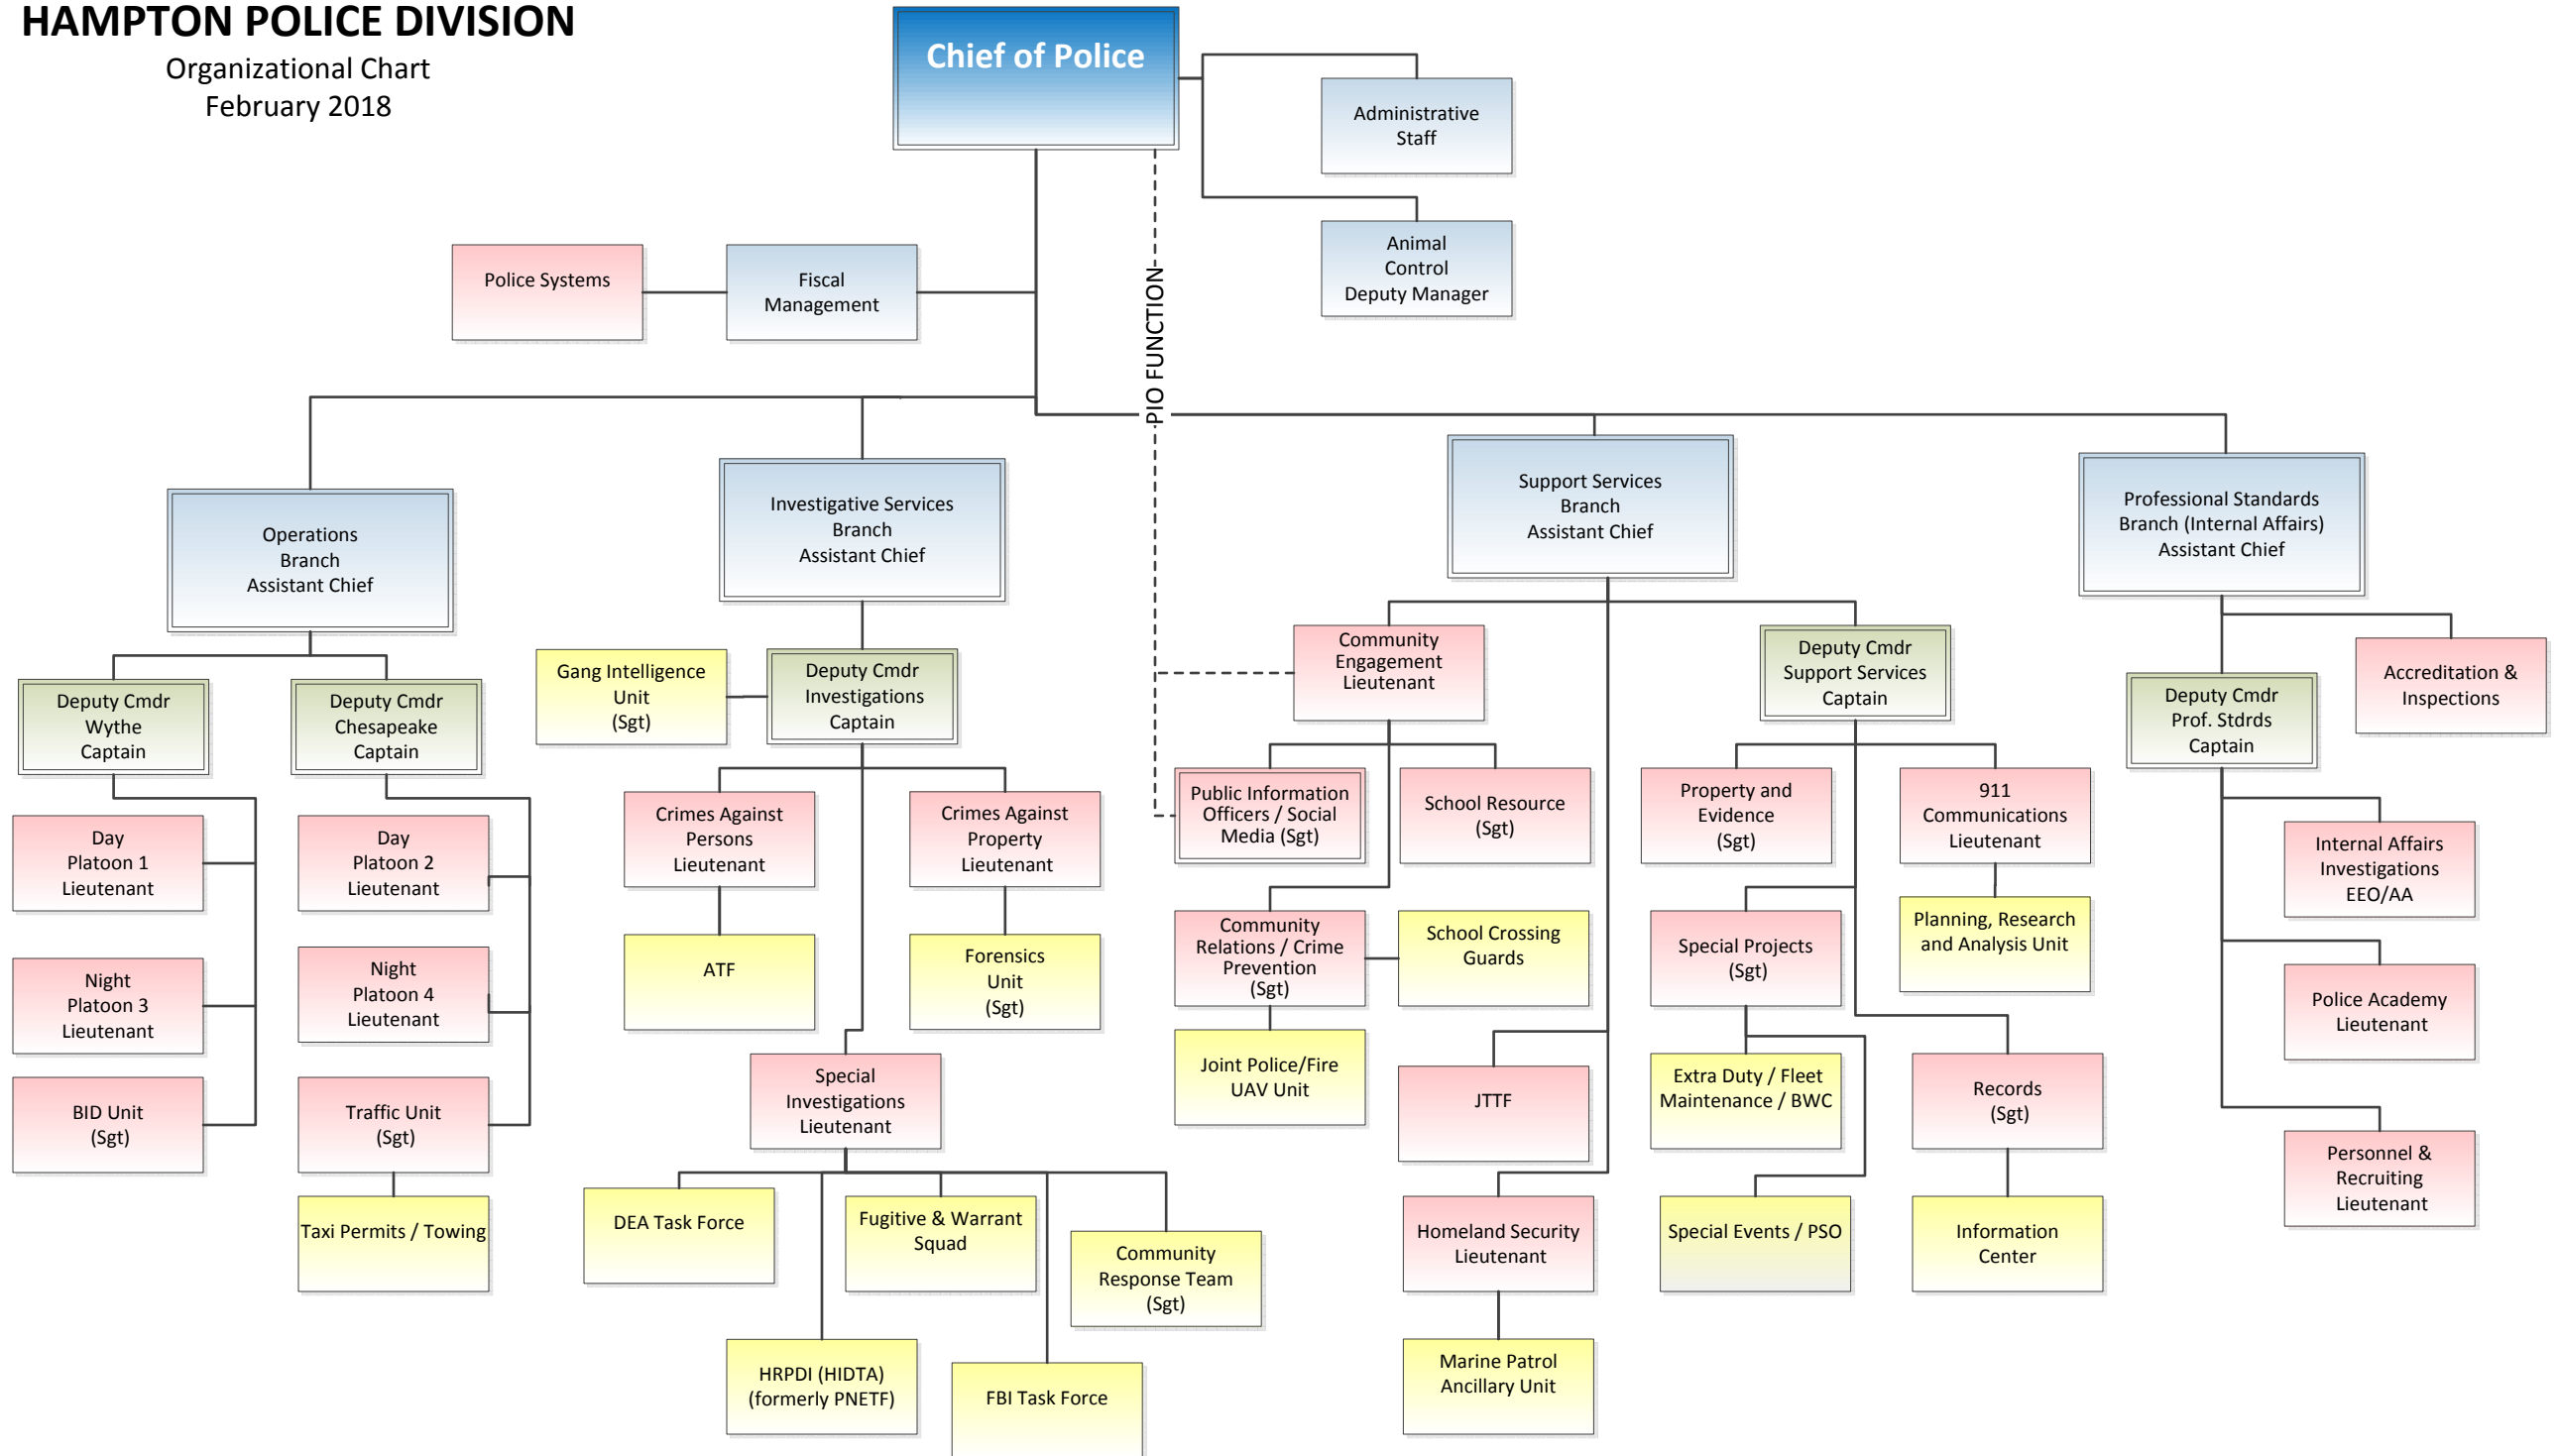 HAMPTON POLICE DIVISION
Organizational Chart
February 2018
Chief of Police
Administrative
Staff
Animal
Control
Deputy Manager
Police Systems
Fiscal
Management
PIO FUNCTION
Operations
Branch
Assistant Chief
Investigative Services
Branch
Assistant Chief
Support Services
Branch
Assistant Chief
Professional Standards
Branch (Internal Affairs)
Assistant Chief
Deputy Cmdr
Wythe
Captain
Deputy Cmdr
Chesapeake
Captain
Day
Platoon 1
Lieutenant
Night
Platoon 3
Lieutenant
BID Unit
(Sgt)
Day
Platoon 2
Lieutenant
Night
Platoon 4
Lieutenant
Traffic Unit
(Sgt)
Taxi Permits / Towing
Gang Intelligence
Unit
(Sgt)
Deputy Cmdr
Investigations
Captain
Crimes Against
Persons
Lieutenant
ATF
Crimes Against
Property
Lieutenant
Forensics
Unit
(Sgt)
Special
Investigations
Lieutenant
DEA Task Force
HRPDI (HIDTA)
(formerly PNETF)
Fugitive & Warrant
Squad
FBI Task Force
Community
Response Team
(Sgt)
Community
Engagement
Lieutenant
Public Information
Officers / Social
Media (Sgt)
School Resource
(Sgt)
Community
Relations / Crime
Prevention
(Sgt)
School Crossing
Guards
Joint Police/Fire
UAV Unit
JTTF
Homeland Security
Lieutenant
Marine Patrol
Ancillary Unit
Deputy Cmdr
Support Services
Captain
Property and
Evidence
(Sgt)
911
Communications
Lieutenant
Planning, Research
and Analysis Unit
Special Projects
(Sgt)
Extra Duty / Fleet
Maintenance / BWC
Special Events / PSO
Records
(Sgt)
Information
Center
Accreditation &
Inspections
Deputy Cmdr
Prof. Stdrds
Captain
Internal Affairs
Investigations
EEO/AA
Police Academy
Lieutenant
Personnel &
Recruiting
Lieutenant